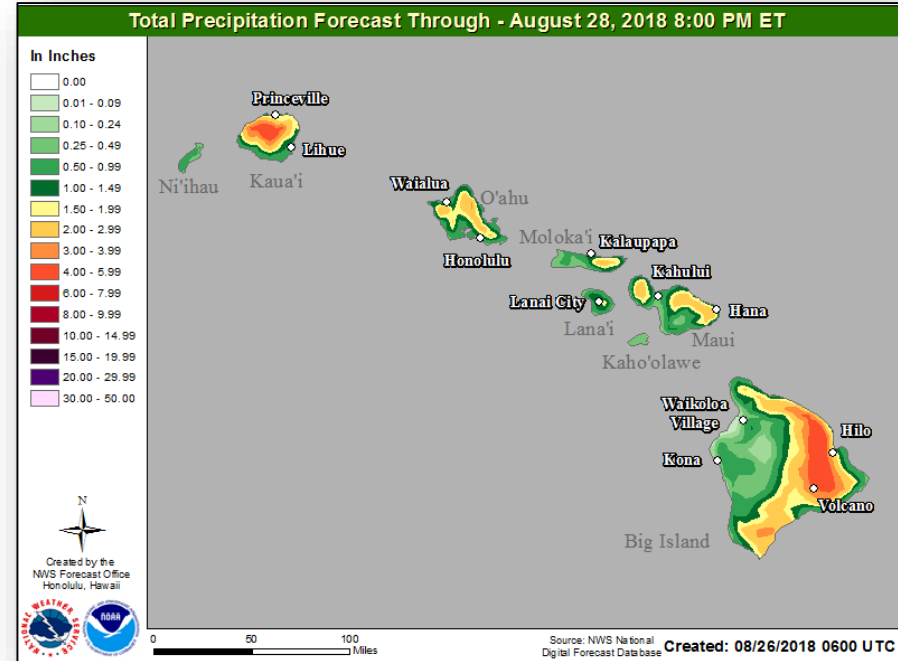 Total Precipitation Forecast Through - August 28, 2018 8:00 PM ET
In Inches
0.00
0.01 - 0.09
0.10 - 0.24
0.25 - 0.49
0.50 - 0.99
1.00 - 1.49
1.50 - 1.99
2.00 - 2.99
3.00 - 3.99
4.00 - 5.99
6.00 - 7.99
8.00 - 9.99
10.00 - 14.99
15.00 - 19.99
20.00 - 29.99
30.00 - 50.00
Princeville
Lihue
Ni'ihau
Kaua'i
Waialua
O'ahu
Honolulu
Moloka'i
Kalaupapa
Kahului
Lanai City
Hana
Lana'i
Maui
Kaho'olawe
Waikoloa
Village
Hilo
Kona
Volcano
Big Island
N
Created by the
NWS Forecast Office
Honolulu, Hawaii
NATIONAL WEATHER SERVICE
NOAA
0 50 100
Miles
Source: NWS National
Digital Forecast Database
Created: 08/26/2018 0600 UTC